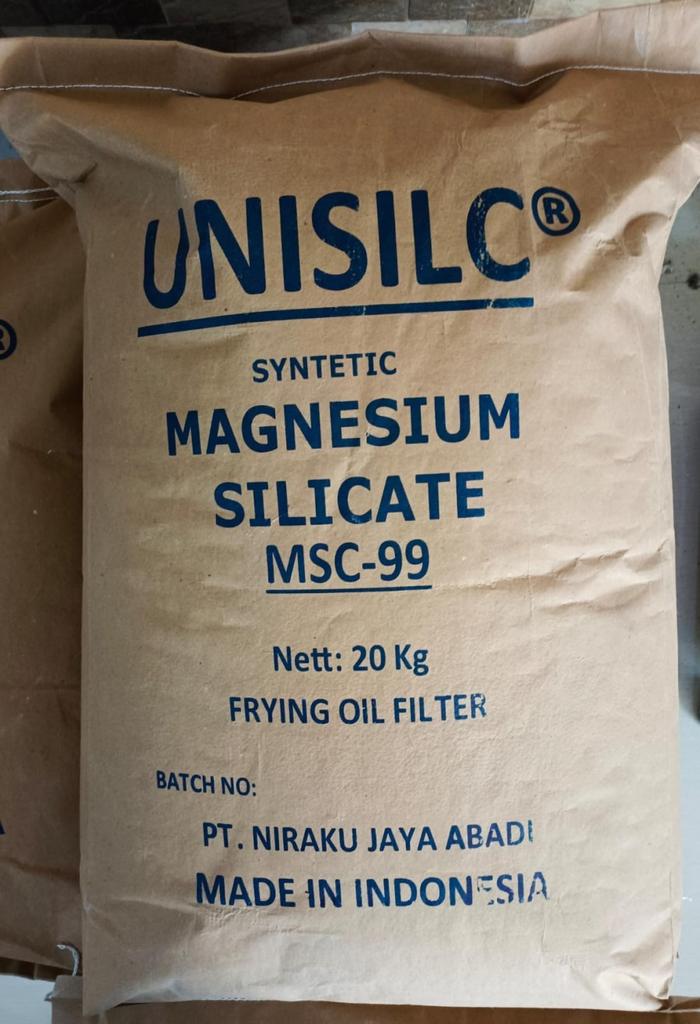 UNISILC®
SYNTETIC
MAGNESIUM
SILICATE
MSC-99
Nett: 20 Kg
FRYING OIL FILTER
BATCH NO:
PT. NIRAKU JAYA ABADI
MADE IN INDONESIA
®